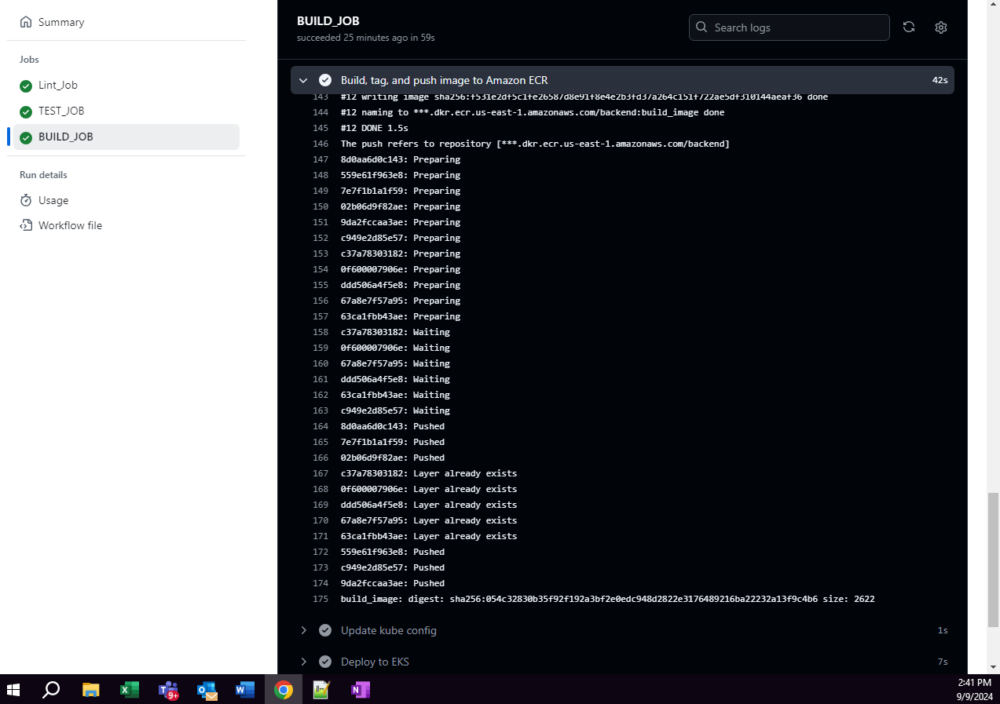 Summary
Jobs
Lint_Job
TEST_JOB
BUILD_JOB
Run details
Usage
Workflow file
BUILD_JOB
succeeded 25 minutes ago in 59s
Search logs
Build, tag, and push image to Amazon ECR 42s
143 #12 writing image sha256:f531e2df5c1fe26587d8e91f8e4e2b3fd37a264c151f722ae5df310144aeaf36 done
144 #12 naming to ***.dkr.ecr.us-east-1.amazonaws.com/backend:build_image done
145 #12 DONE 1.5s
146 The push refers to repository [***.dkr.ecr.us-east-1.amazonaws.com/backend]
147 8d0aa6d0c143: Preparing
148 559e61f963e8: Preparing
149 7e7f1b1a1f59: Preparing
150 02b06d9f82ae: Preparing
151 9da2fccaa3ae: Preparing
152 c949e2d85e57: Preparing
153 c37a78303182: Preparing
154 0f600007906e: Preparing
155 ddd506a4f5e8: Preparing
156 67a8e7f57a95: Preparing
157 63ca1fbb43ae: Preparing
158 c37a78303182: Waiting
159 0f600007906e: Waiting
160 67a8e7f57a95: Waiting
161 ddd506a4f5e8: Waiting
162 63ca1fbb43ae: Waiting
163 c949e2d85e57: Waiting
164 8d0aa6d0c143: Pushed
165 7e7f1b1a1f59: Pushed
166 02b06d9f82ae: Pushed
167 c37a78303182: Layer already exists
168 0f600007906e: Layer already exists
169 ddd506a4f5e8: Layer already exists
170 67a8e7f57a95: Layer already exists
171 63ca1fbb43ae: Layer already exists
172 559e61f963e8: Pushed
173 c949e2d85e57: Pushed
174 9da2fccaa3ae: Pushed
175 build_image: digest: sha256:054c32830b35f92f192a3bf2e0edc948d2822e3176489216ba22232a13f9c4b6 size: 2622
Update kube config 1s
Deploy to EKS 7s
9+
2:41 PM
9/9/2024